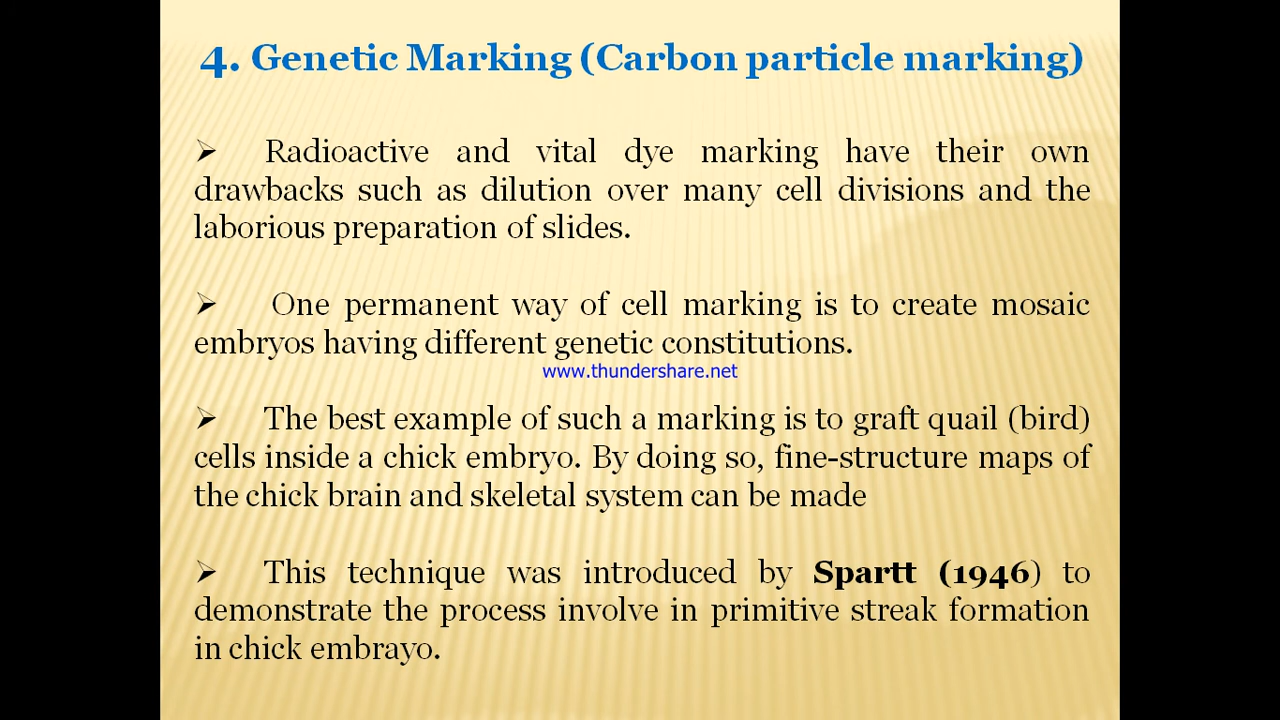 4. Genetic Marking (Carbon particle marking)
➢ Radioactive and vital dye marking have their own
drawbacks such as dilution over many cell divisions and the
laborious preparation of slides.
➢ One permanent way of cell marking is to create mosaic
embryos having different genetic constitutions.
www.thundershare.net
➢ The best example of such a marking is to graft quail (bird)
cells inside a chick embryo. By doing so, fine-structure maps of
the chick brain and skeletal system can be made
➢ This technique was introduced by Spartt (1946) to
demonstrate the process involve in primitive streak formation
in chick embrayo.